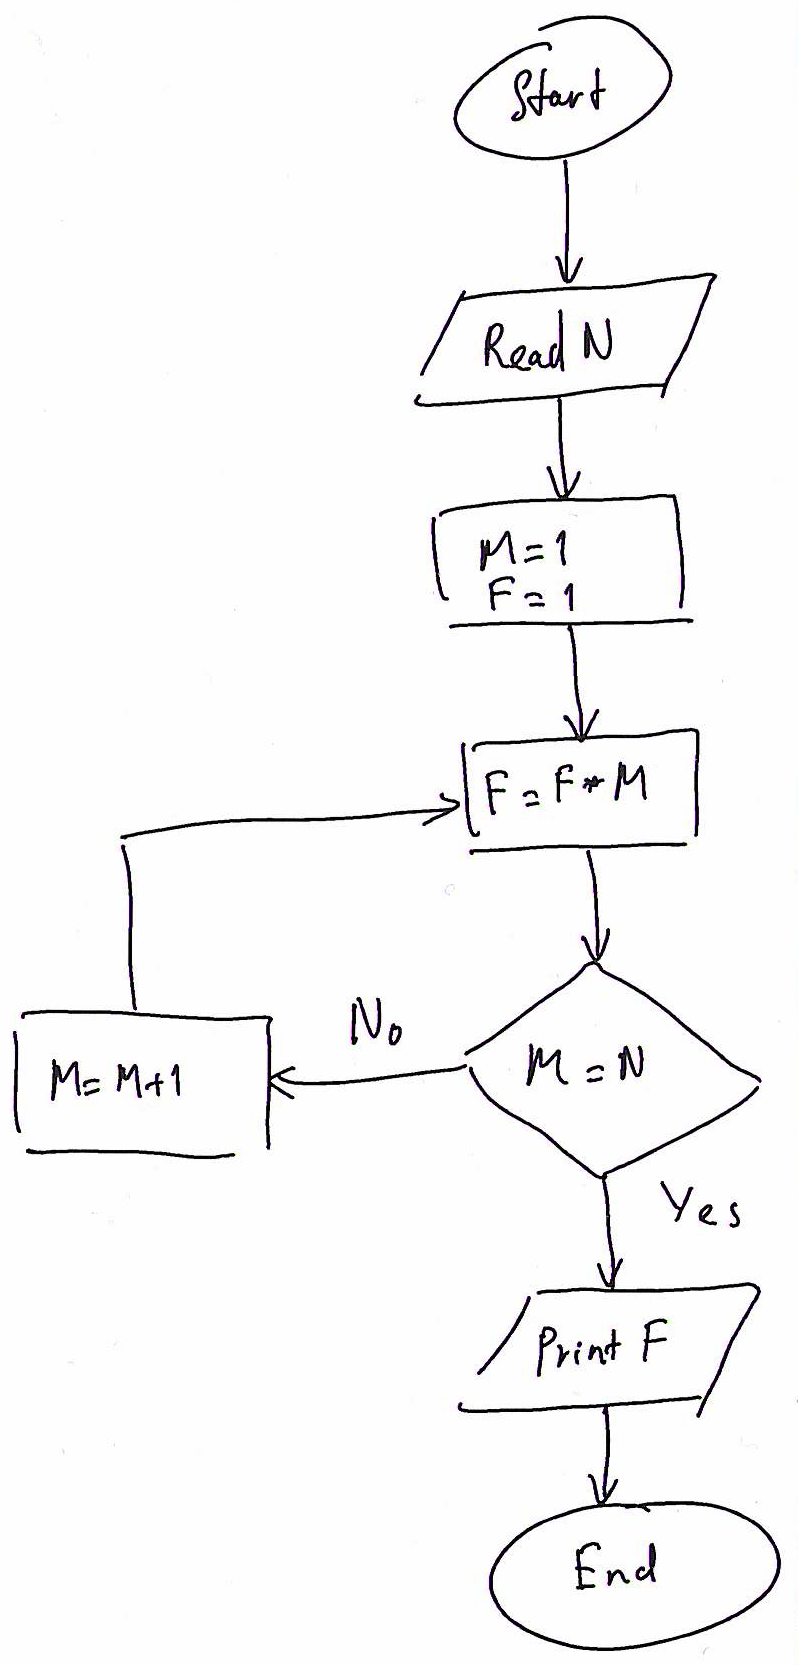 Start
Read N
M=1
F=1
F=F*M
M=N
No
M=M+1
Yes
Print F
End